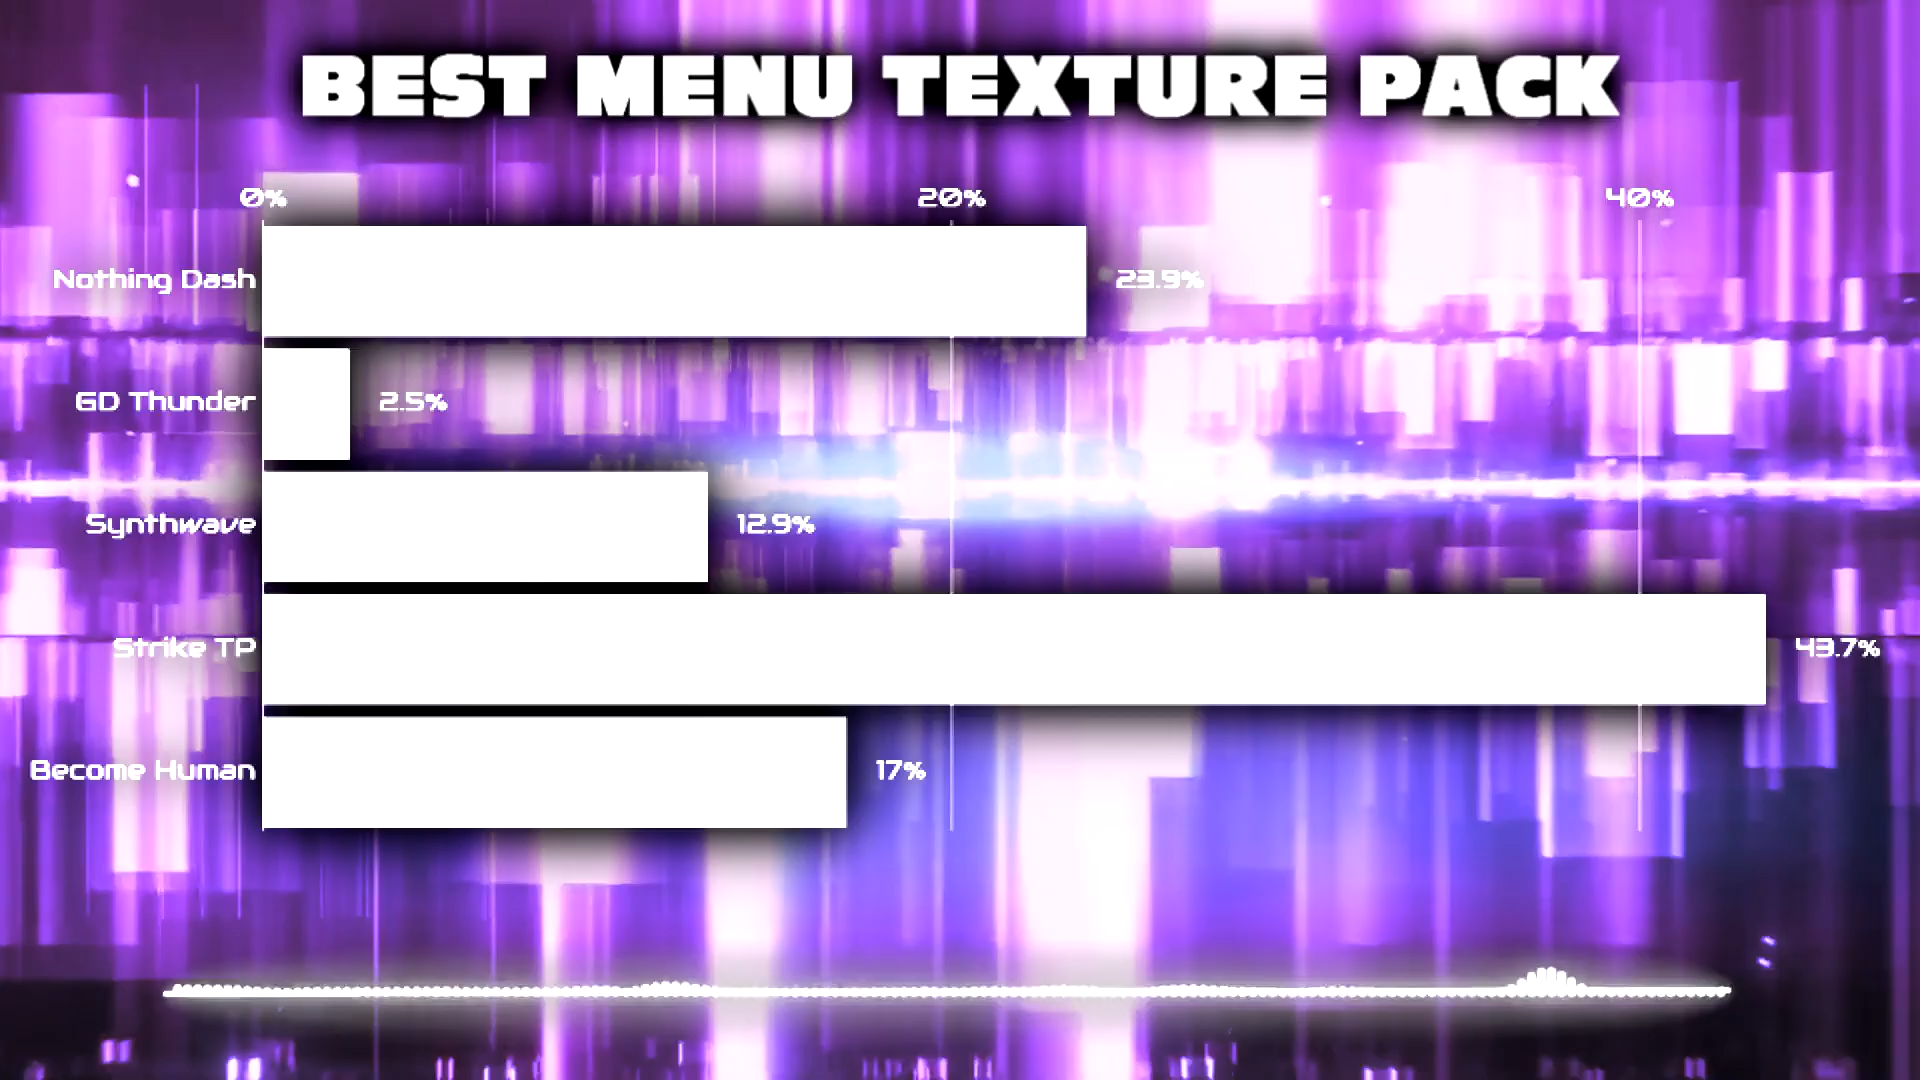 BEST MENU TEXTURE PACK
0% 20% 40%
Nothing Dash 23.9%
GD Thunder 2.5%
Synthwave 12.9%
Strike TP 43.7%
Become Human 17%